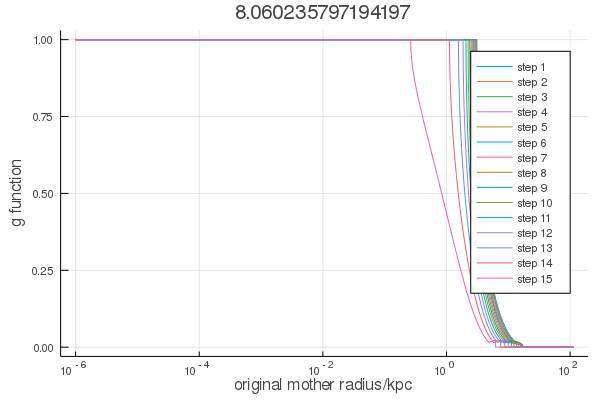 8.060235797194197
g function
1.00
0.75
0.50
0.25
0.00
step 1
step 2
step 3
step 4
step 5
step 6
step 7
step 8
step 9
step 10
step 11
step 12
step 13
step 14
step 15
10⁻⁶ 10⁻⁴ 10⁻² 10⁰ 10²
original mother radius/kpc